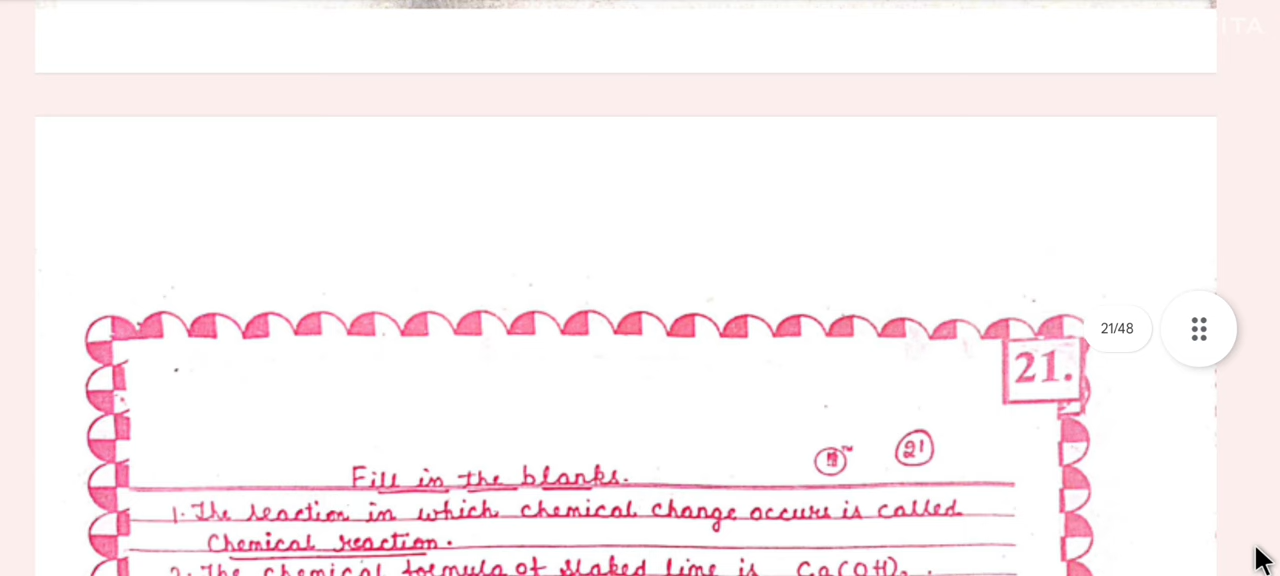 ITA
21/48
21.
21
Fill in the blanks.
1. The reaction in which chemical change occurs is called
Chemical reaction.
2. The chemical formula of slaked lime is Ca(OH)₂.